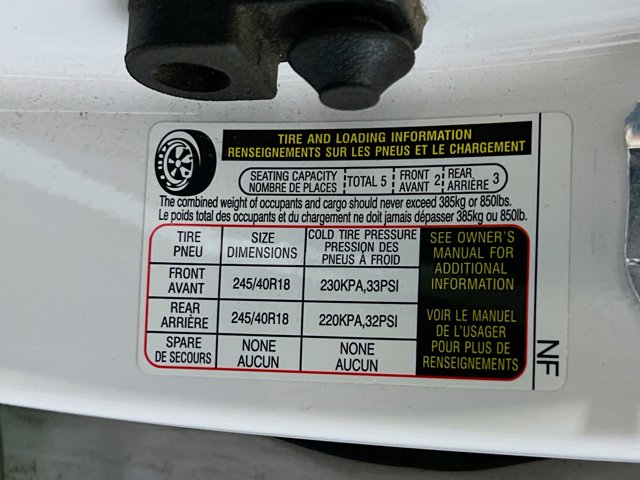 TIRE AND LOADING INFORMATION
RENSEIGNEMENTS SUR LES PNEUS ET LE CHARGEMENT
SEATING CAPACITY
NOMBRE DE PLACES
TOTAL 5
FRONT
AVANT 2
REAR
ARRIÈRE 3
The combined weight of occupants and cargo should never exceed 385kg or 850lbs.
Le poids total des occupants et du chargement ne doit jamais dépasser 385kg ou 850lb.
TIRE
PNEU
SIZE
DIMENSIONS
COLD TIRE PRESSURE
PRESSION DES
PNEUS À FROID
FRONT
AVANT
245/40R18
230KPA,33PSI
REAR
ARRIÈRE
245/40R18
220KPA,32PSI
SPARE
DE SECOURS
NONE
AUCUN
NONE
AUCUN
SEE OWNER'S
MANUAL FOR
ADDITIONAL
INFORMATION
VOIR LE MANUEL
DE L'USAGER
POUR PLUS DE
RENSEIGNEMENTS
NF